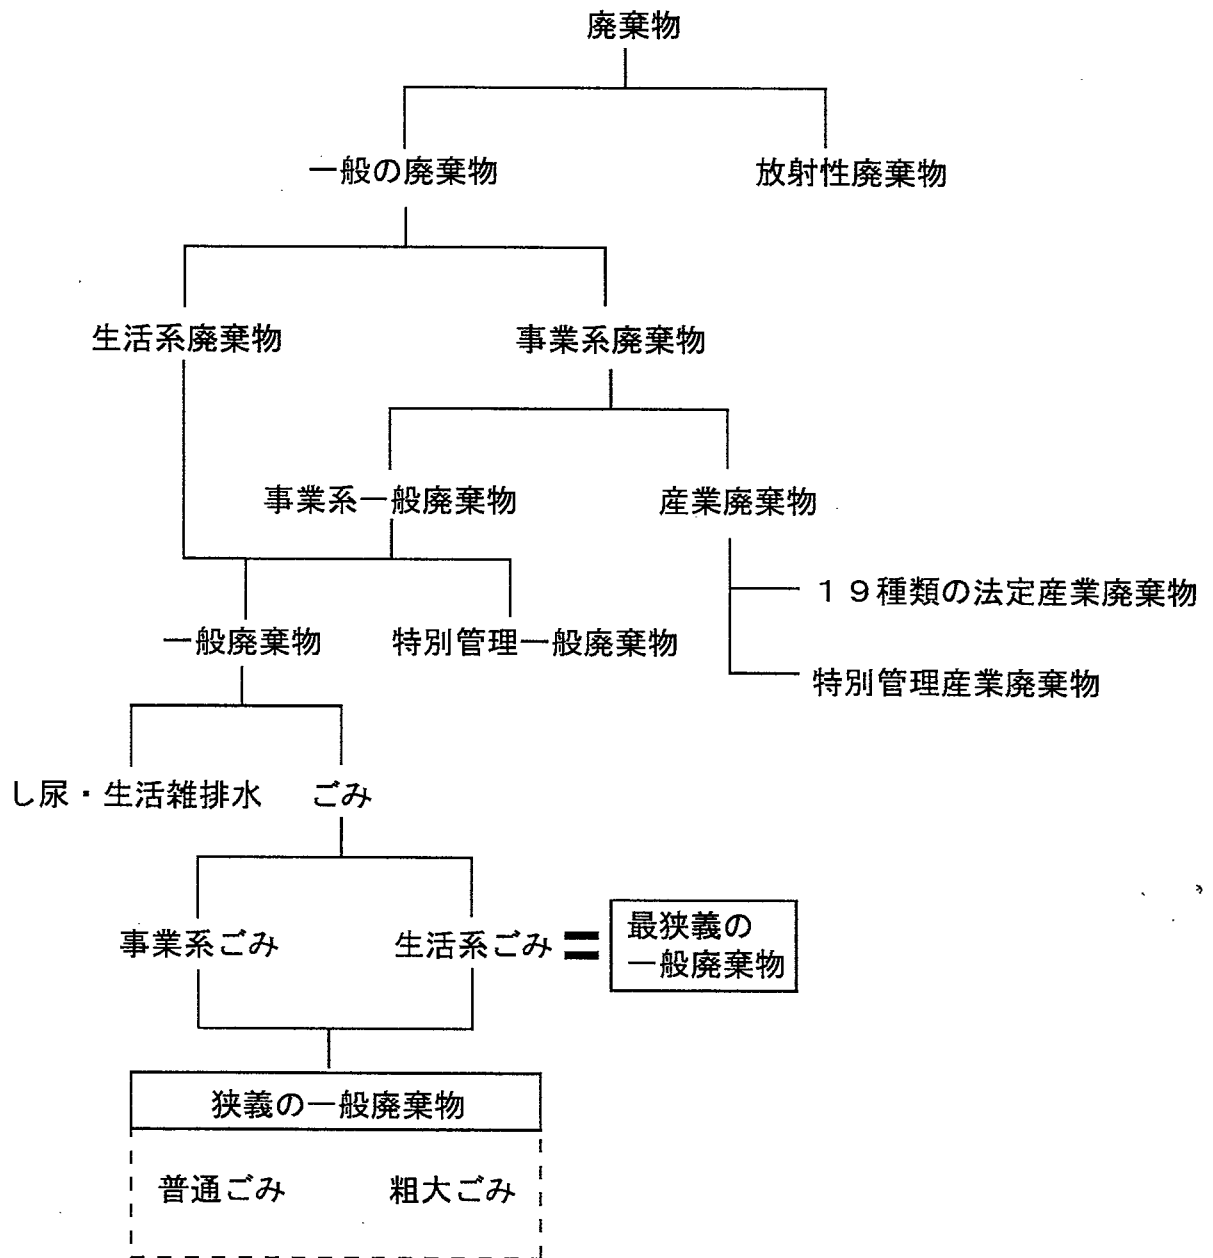 廃棄物
一般の廃棄物
放射性廃棄物
生活系廃棄物
事業系廃棄物
事業系一般廃棄物
産業廃棄物
１９種類の法定産業廃棄物
一般廃棄物
特別管理一般廃棄物
特別管理産業廃棄物
し尿・生活雑排水
ごみ
事業系ごみ
生活系ごみ
=
最狭義の
一般廃棄物
狭義の一般廃棄物
普通ごみ
粗大ごみ